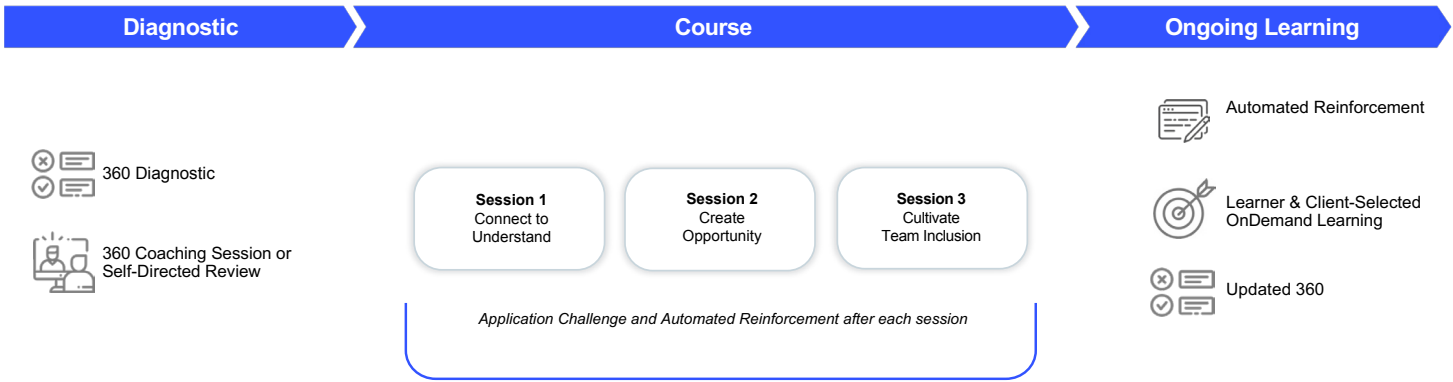 Diagnostic
Course
Ongoing Learning
360 Diagnostic
360 Coaching Session or
Self-Directed Review
Session 1
Connect to
Understand
Session 2
Create
Opportunity
Session 3
Cultivate
Team Inclusion
Application Challenge and Automated Reinforcement after each session
Automated Reinforcement
Learner & Client-Selected
OnDemand Learning
Updated 360